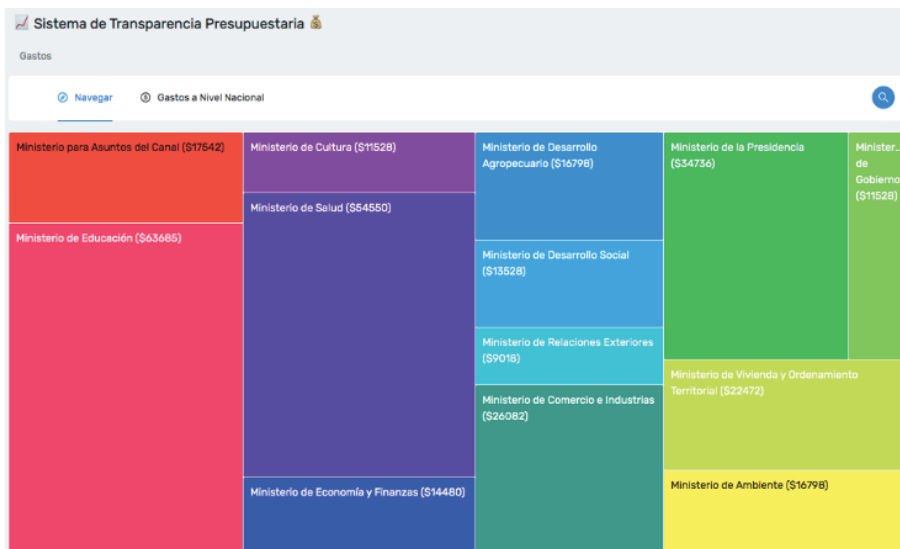 📈 Sistema de Transparencia Presupuestaria 💰
Gastos
Navegar
Gastos a Nivel Nacional
Ministerio para Asuntos del Canal ($17542)
Ministerio de Educación ($63685)
Ministerio de Cultura ($11528)
Ministerio de Salud ($54550)
Ministerio de Economía y Finanzas ($14480)
Ministerio de Desarrollo
Agropecuario ($16798)
Ministerio de Desarrollo Social
($13528)
Ministerio de Relaciones Exteriores
($9018)
Ministerio de Comercio e Industrias
($26082)
Ministerio de la Presidencia
($34736)
Minister...
de
Gobierno
($11528)
Ministerio de Vivienda y Ordenamiento
Territorial ($22472)
Ministerio de Ambiente ($16798)